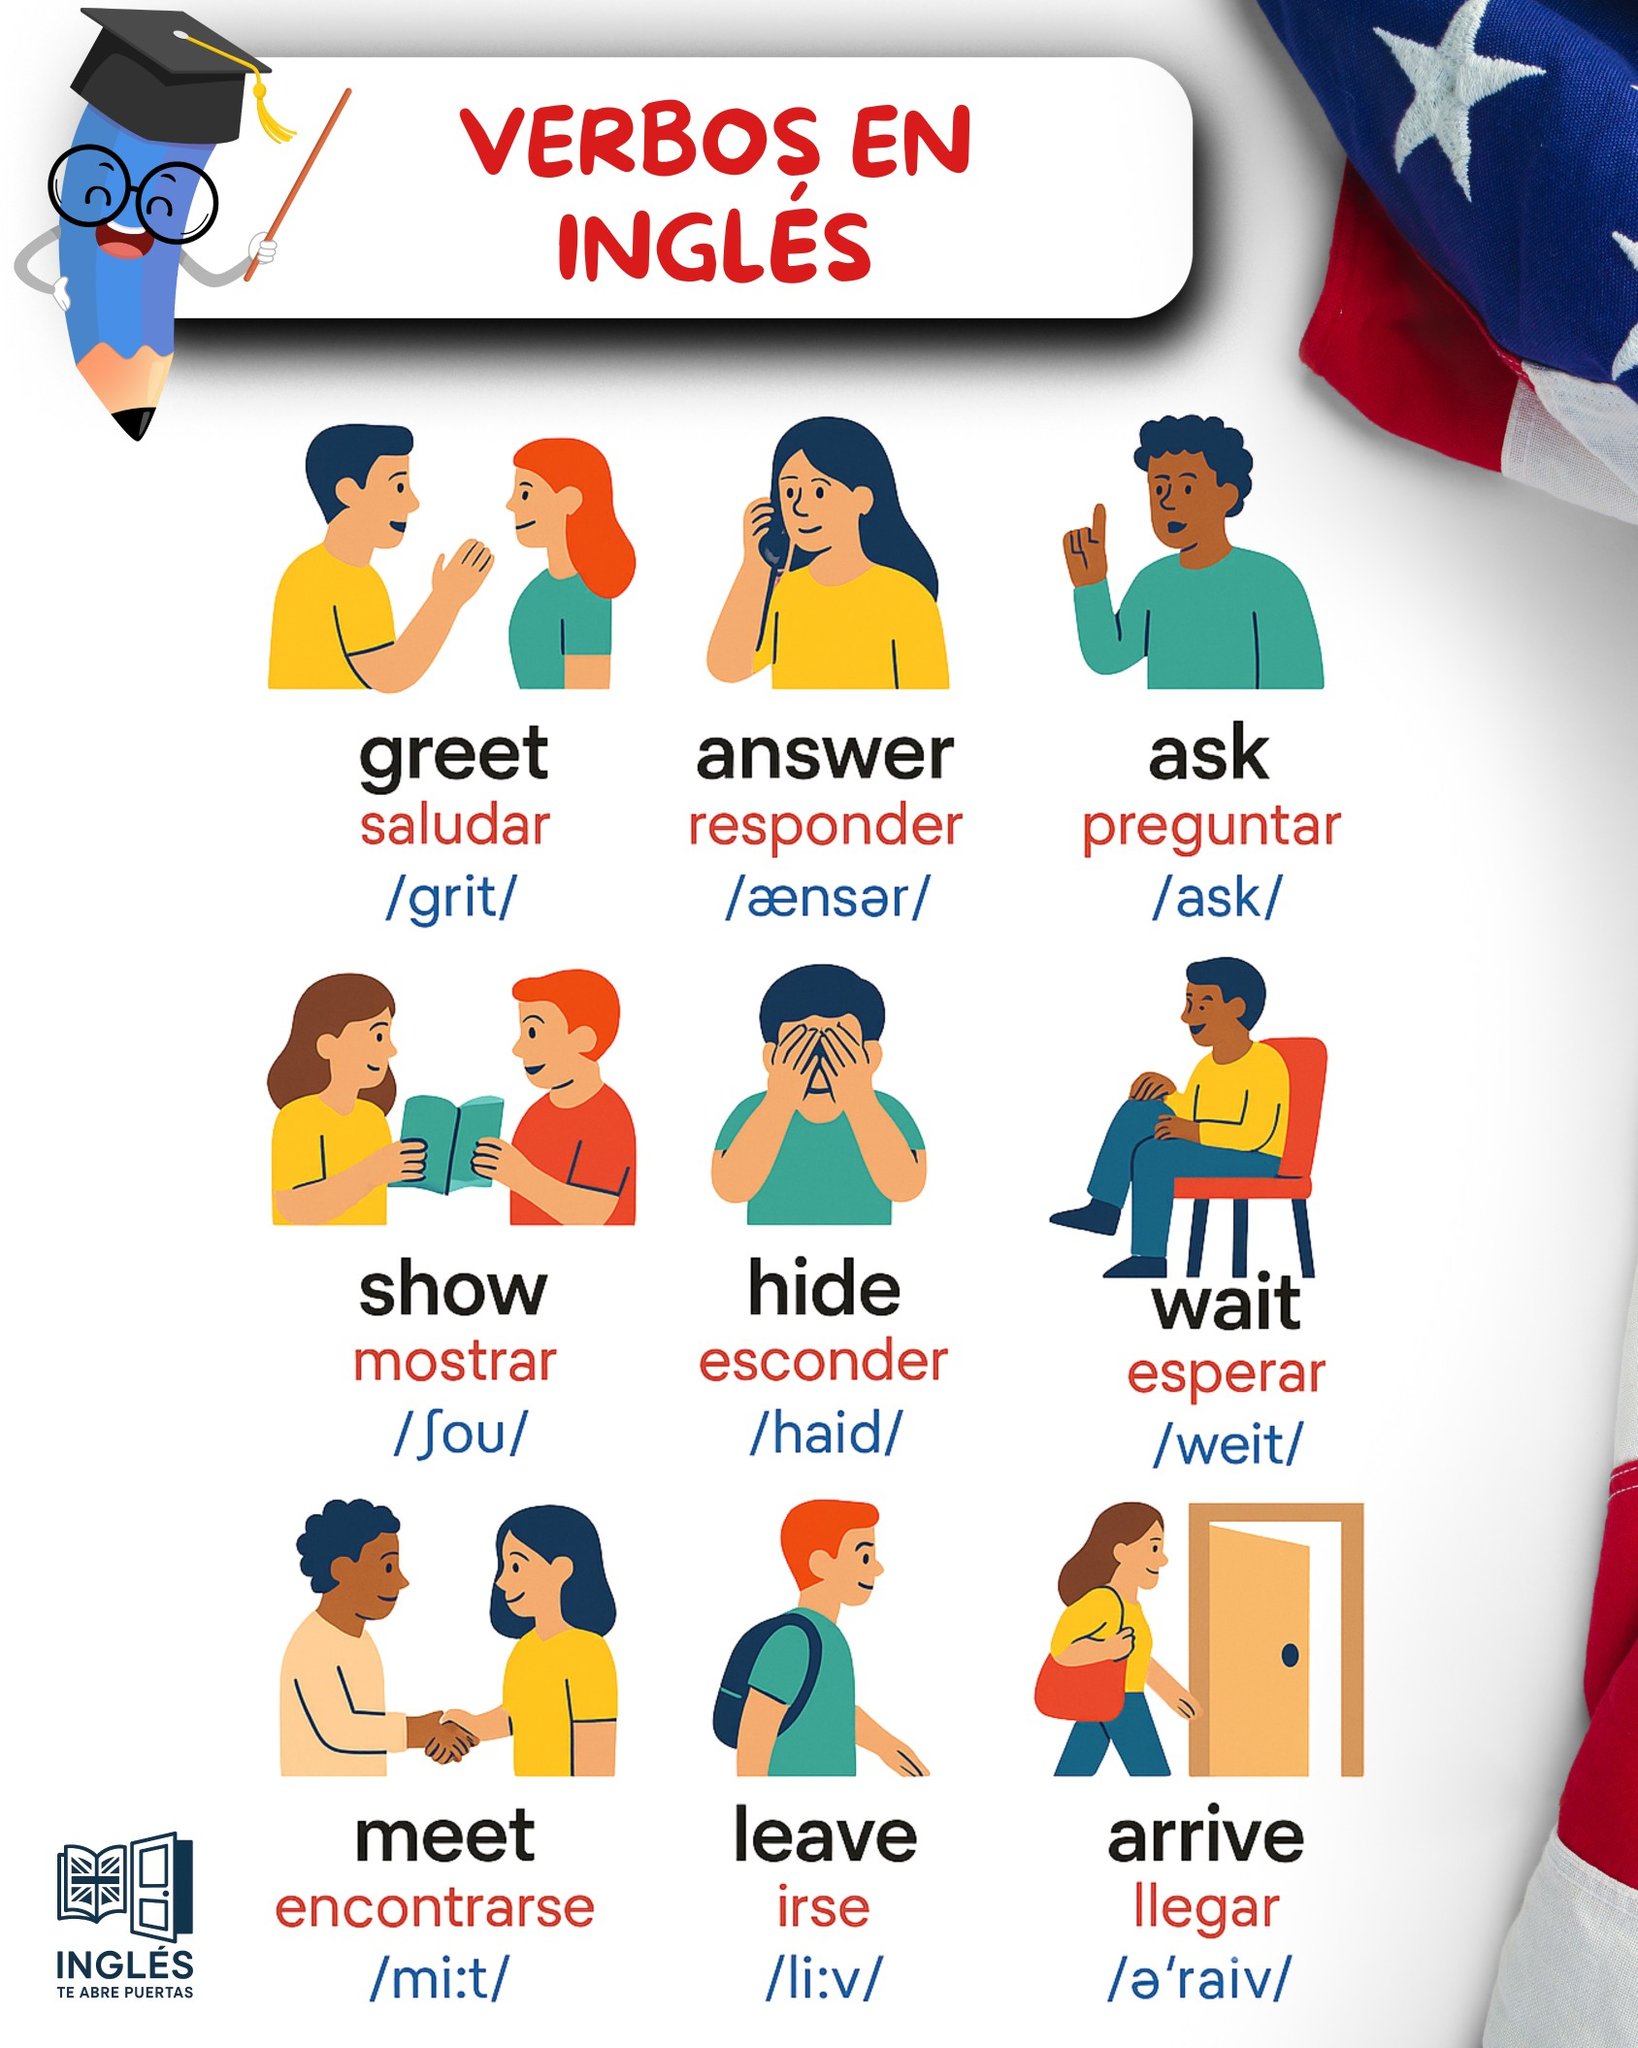 VERBOS EN
INGLÉS
greet
saludar
/grit/
answer
responder
/ænsər/
ask
preguntar
/ask/
show
mostrar
/ʃou/
hide
esconder
/haid/
wait
esperar
/weit/
meet
encontrarse
/mi:t/
leave
irse
/li:v/
arrive
llegar
/ə'raiv/
INGLÉS
TE ABRE PUERTAS